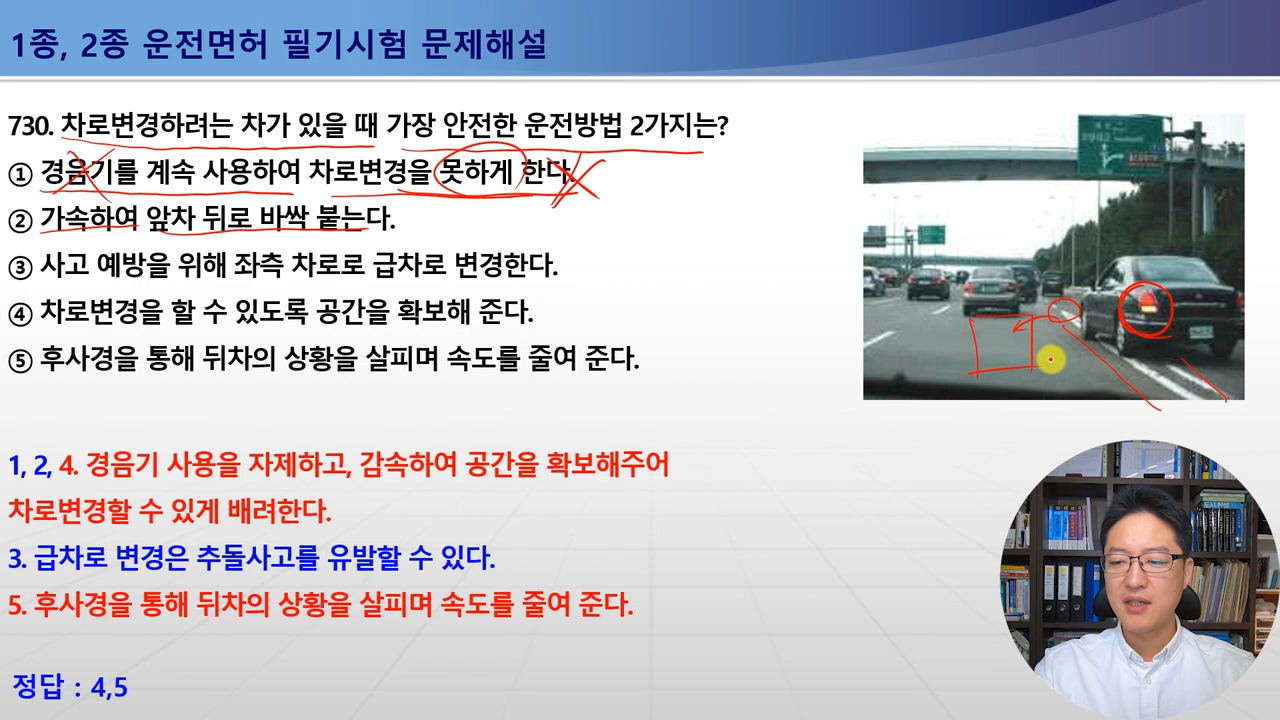 1종, 2종 운전면허 필기시험 문제해설
730. 차로변경하려는 차가 있을 때 가장 안전한 운전방법 2가지는?
① 경음기를 계속 사용하여 차로변경을 못하게 한다.
② 가속하여 앞차 뒤로 바싹 붙는다.
③ 사고 예방을 위해 좌측 차로로 급차로 변경한다.
④ 차로변경을 할 수 있도록 공간을 확보해 준다.
⑤ 후사경을 통해 뒤차의 상황을 살피며 속도를 줄여 준다.
1, 2, 4. 경음기 사용을 자제하고, 감속하여 공간을 확보해주어
차로변경할 수 있게 배려한다.
3. 급차로 변경은 추돌사고를 유발할 수 있다.
5. 후사경을 통해 뒤차의 상황을 살피며 속도를 줄여 준다.
정답 : 4,5